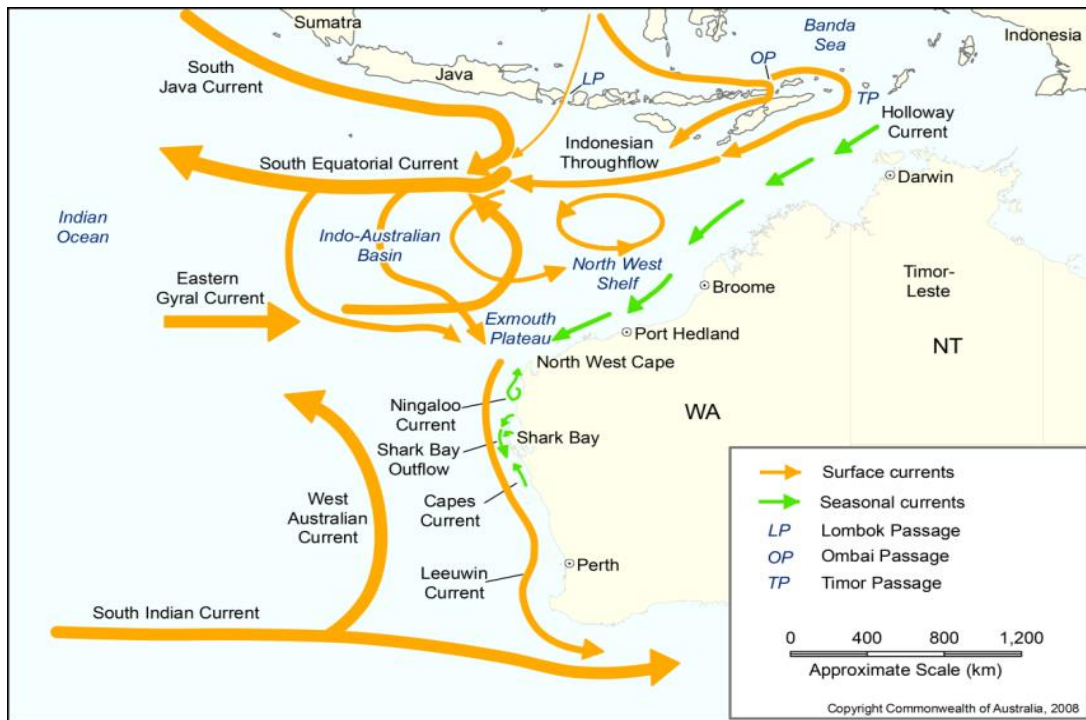 Sumatra
Banda
Sea
Indonesia
South
Java Current
Java
LP
OP
TP
Holloway
Current
South Equatorial Current
Indonesian
Throughflow
Darwin
Indian
Ocean
Indo-Australian
Basin
North West
Shelf
Eastern
Gyral Current
Broome
Timor-
Leste
Exmouth
Plateau
Port Hedland
NT
North West Cape
Ningaloo
Current
WA
Shark Bay
Shark Bay
Outflow
Capes
Current
West
Australian
Current
Perth
Leeuwin
Current
South Indian Current
Surface currents
Seasonal currents
LP Lombok Passage
OP Ombai Passage
TP Timor Passage
0 400 800 1,200
Approximate Scale (km)
Copyright Commonwealth of Australia, 2008